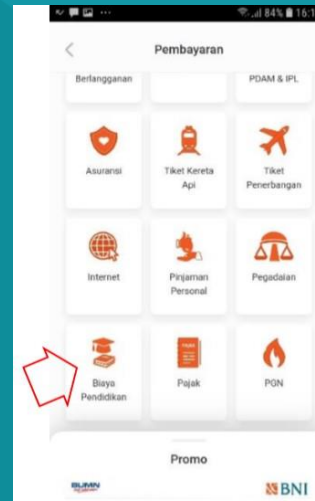 84% 16:1
Pembayaran
Berlangganan
PDAM & IPL
Asuransi
Tiket Kereta
Api
Tiket
Penerbangan
Internet
Pinjaman
Personal
Pegadaian
Biaya
Pendidikan
Pajak
PGN
Promo
BUMN
BNI